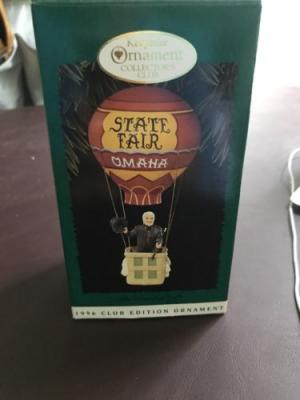 Keepsake
Ornament
COLLECTOR'S
CLUB
STATE
FAIR
OMAHA
1996 CLUB EDITION ORNAMENT